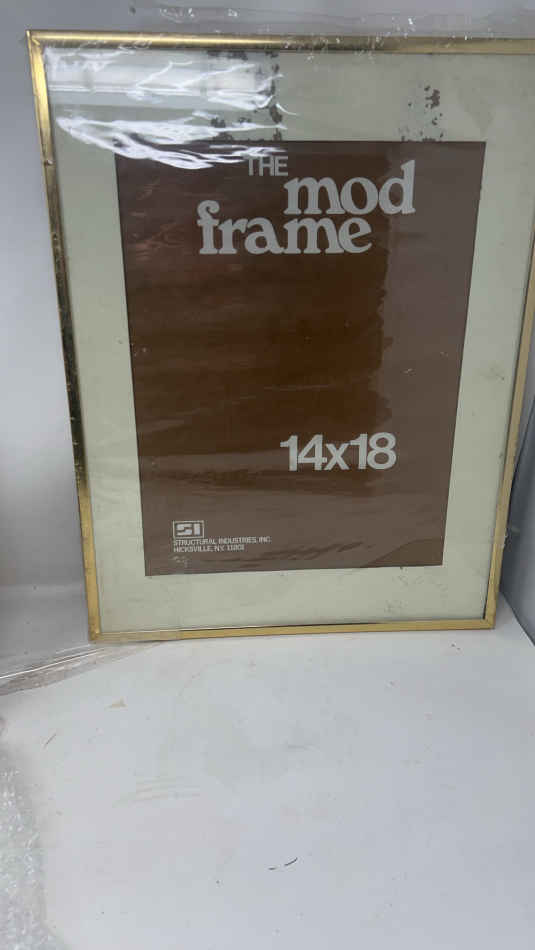 THE
mod
frame
14x18
SI
STRUCTURAL INDUSTRIES, INC.
HICKSVILLE, N.Y. 11801